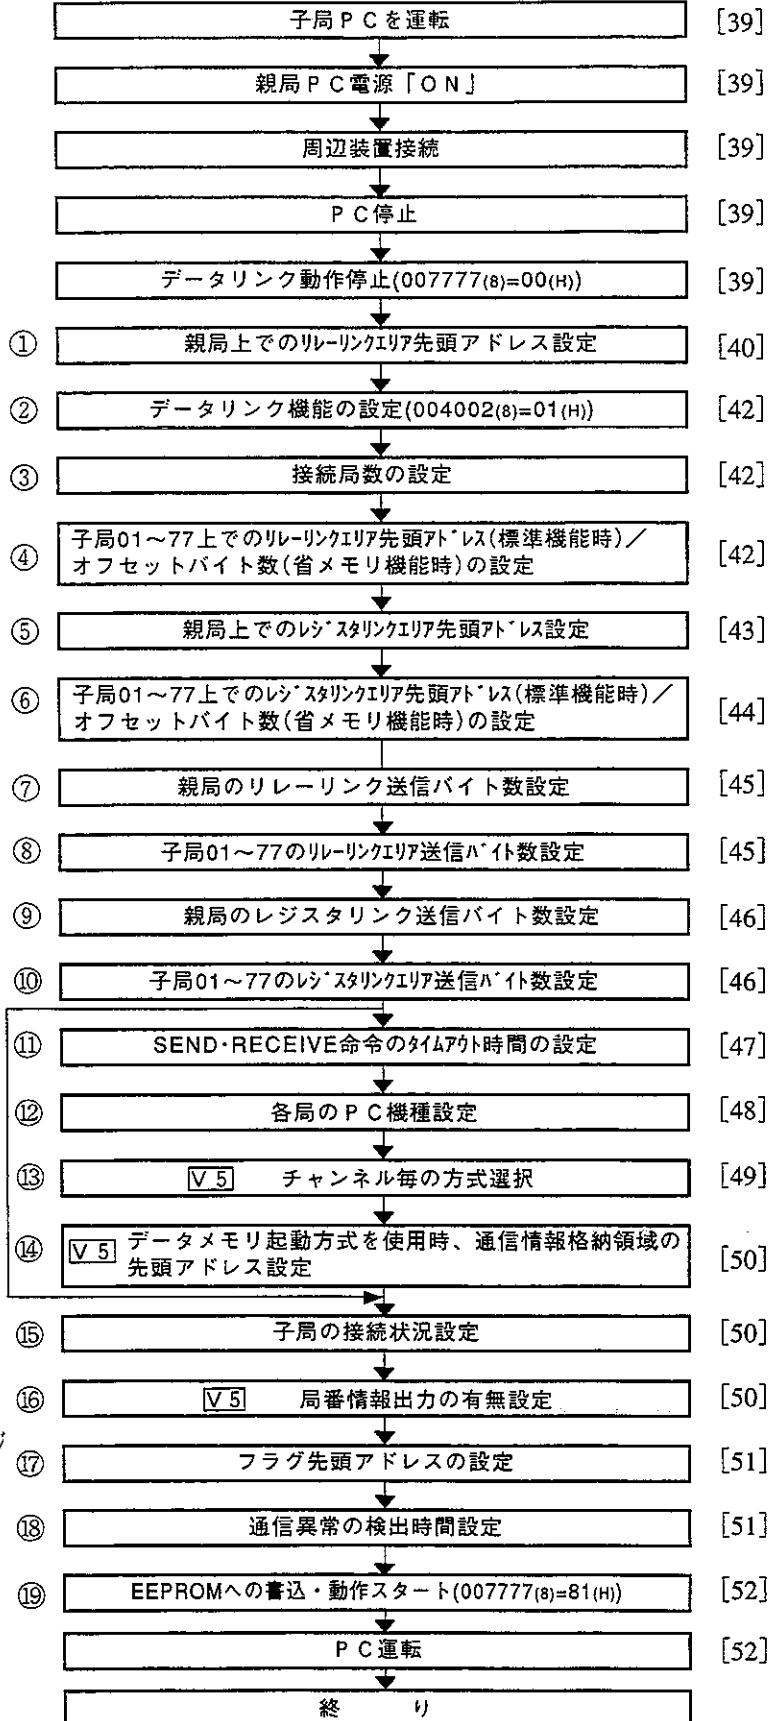 子局PCを運転 [39]
親局PC電源「ON」 [39]
周辺装置接続 [39]
PC停止 [39]
データリンク動作停止(007777(8)=00(H)) [39]
① 親局上でのリレーリンクエリア先頭アドレス設定 [40]
② データリンク機能の設定(004002(8)=01(H)) [42]
③ 接続局数の設定 [42]
④ 子局01～77上でのリレーリンクエリア先頭アドレス(標準機能時)／
オフセットバイト数(省メモリ機能時)の設定 [42]
⑤ 親局上でのレジスタリンクエリア先頭アドレス設定 [43]
⑥ 子局01～77上でのレジスタリンクエリア先頭アドレス(標準機能時)／
オフセットバイト数(省メモリ機能時)の設定 [44]
⑦ 親局のリレーリンク送信バイト数設定 [45]
⑧ 子局01～77のリレーリンクエリア送信バイト数設定 [45]
⑨ 親局のレジスタリンク送信バイト数設定 [46]
⑩ 子局01～77のレジスタリンクエリア送信バイト数設定 [46]
⑪ SEND・RECEIVE命令のタイムアウト時間の設定 [47]
⑫ 各局のPC機種設定 [48]
⑬ V5 チャンネル毎の方式選択 [49]
⑭ V5 データメモリ起動方式を使用時、通信情報格納領域の
先頭アドレス設定 [50]
⑮ 子局の接続状況設定 [50]
⑯ V5 局番情報出力の有無設定 [50]
⑰ フラグ先頭アドレスの設定 [51]
⑱ 通信異常の検出時間設定 [51]
⑲ EEPROMへの書込・動作スタート(007777(8)=81(H)) [52]
PC運転 [52]
終り